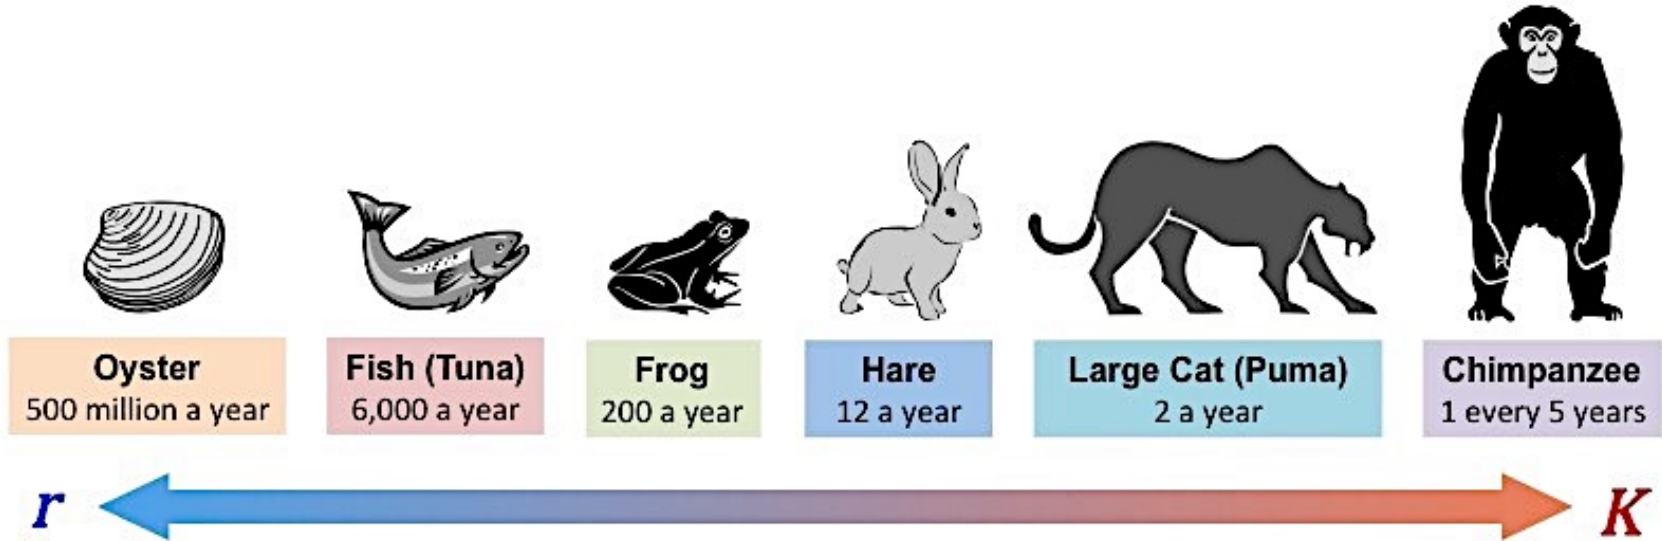 Oyster
500 million a year
Fish (Tuna)
6,000 a year
Frog
200 a year
Hare
12 a year
Large Cat (Puma)
2 a year
Chimpanzee
1 every 5 years
r
K